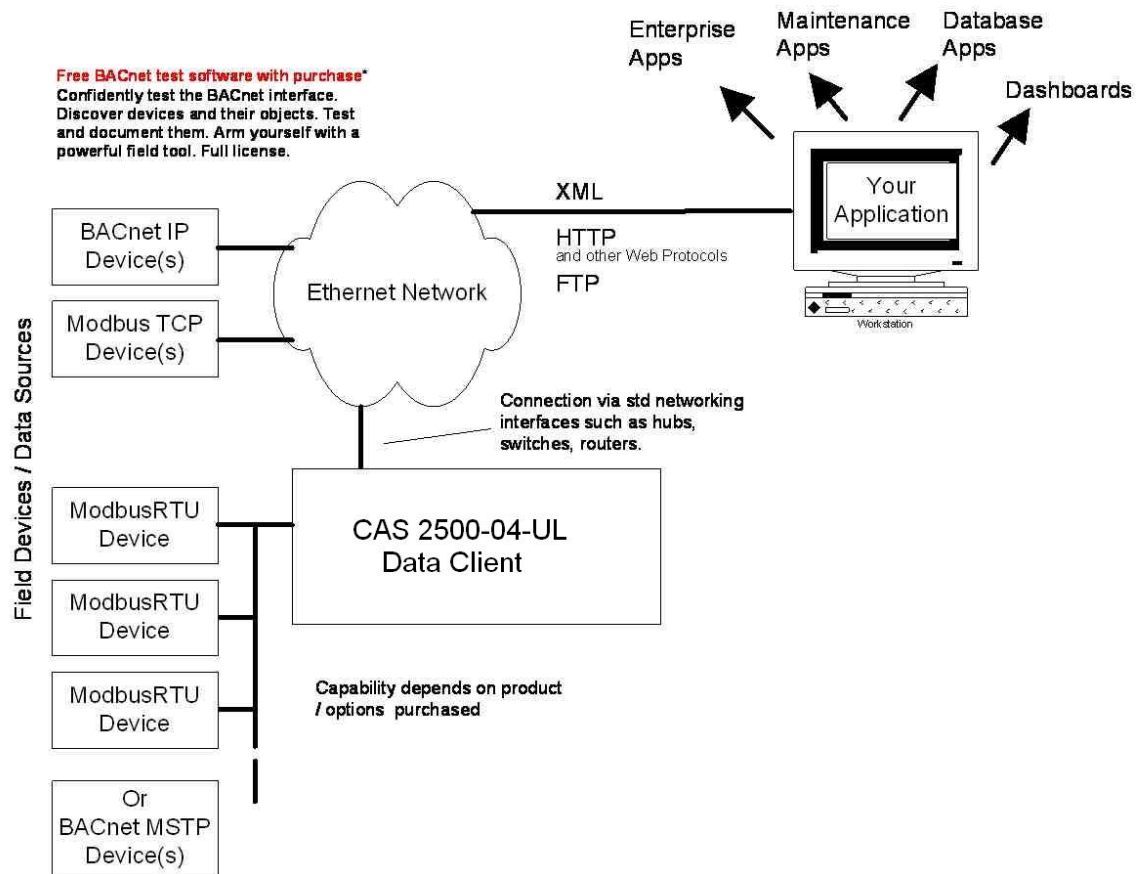 Free BACnet test software with purchase*
Confidently test the BACnet interface.
Discover devices and their objects. Test
and document them. Arm yourself with a
powerful field tool. Full license.
Enterprise
Apps
Maintenance
Apps
Database
Apps
Dashboards
Your
Application
Workstation
XML
HTTP
and other Web Protocols
FTP
Ethernet Network
BACnet IP
Device(s)
Modbus TCP
Device(s)
Connection via std networking
interfaces such as hubs,
switches, routers.
Field Devices / Data Sources
ModbusRTU
Device
ModbusRTU
Device
ModbusRTU
Device
Or
BACnet MSTP
Device(s)
CAS 2500-04-UL
Data Client
Capability depends on product
/ options purchased